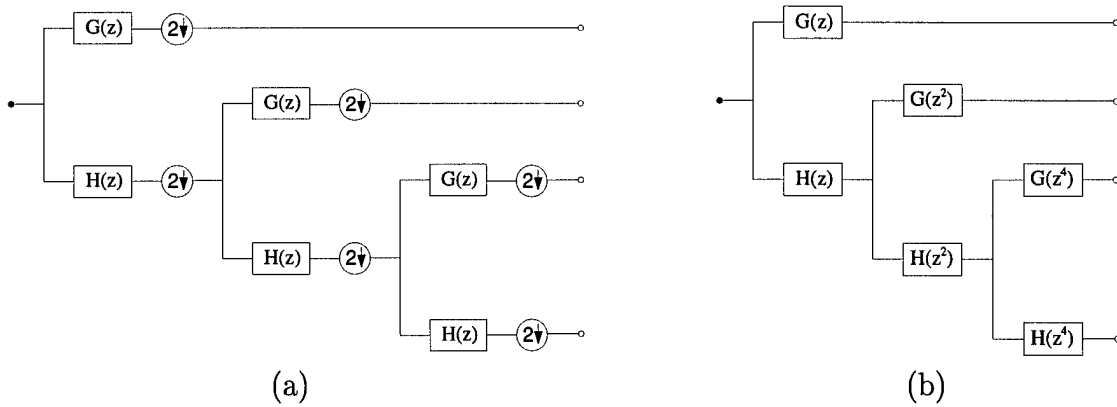 G(z) 2↓
G(z)
G(z) 2↓
G(z²)
H(z) 2↓
G(z) 2↓
H(z)
G(z⁴)
H(z) 2↓
H(z²)
H(z) 2↓
H(z⁴)
(a)
(b)